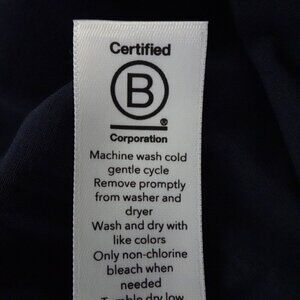 Certified
B
®
Corporation
Machine wash cold
gentle cycle
Remove promptly
from washer and
dryer
Wash and dry with
like colors
Only non-chlorine
bleach when
needed
Tumble dry low